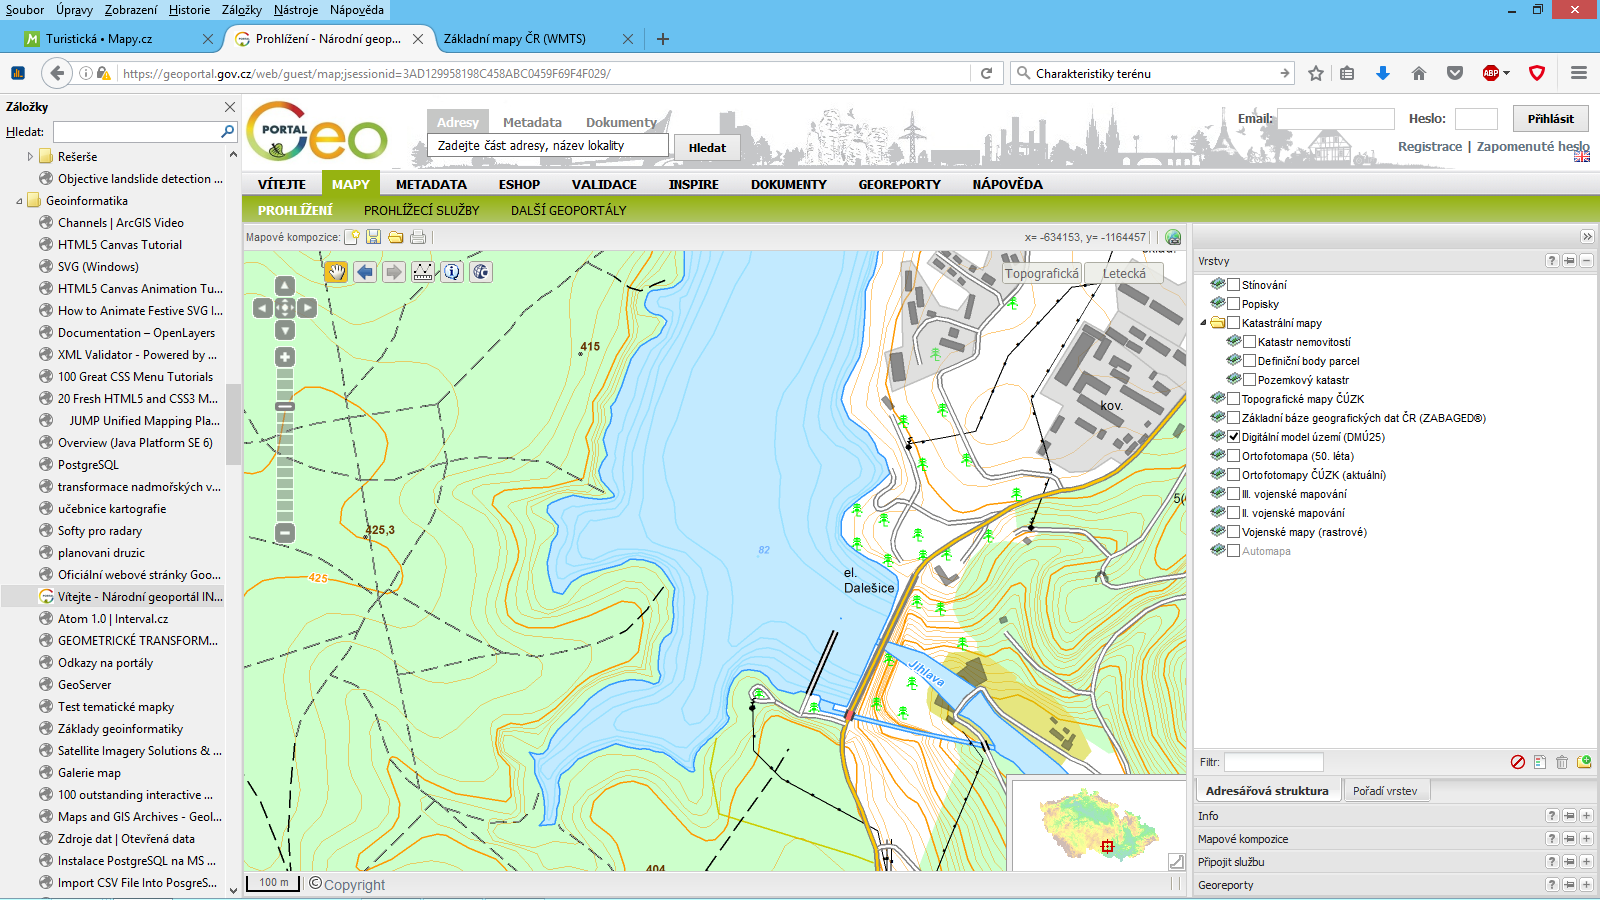 Soubor Úpravy Zobrazení Historie Záložky Nástroje Nápověda
Turistická • Mapy.cz
Prohlížení - Národní geop...
Základní mapy ČR (WMTS)
https://geoportal.gov.cz/web/guest/map;jsessionid=3AD129958198C458ABC0459F69F4F029/
Charakteristiky terénu
ABP
Záložky
Hledat:
Rešerše
Objective landslide detection ...
Geoinformatika
Channels | ArcGIS Video
HTML5 Canvas Tutorial
SVG (Windows)
HTML5 Canvas Animation Tu...
How to Animate Festive SVG I...
Documentation – OpenLayers
XML Validator - Powered by ...
100 Great CSS Menu Tutorials
20 Fresh HTML5 and CSS3 M...
JUMP Unified Mapping Pla...
Overview (Java Platform SE 6)
PostgreSQL
transformace nadmořských v...
učebnice kartografie
Softy pro radary
planovani druzic
Oficiální webové stránky Goo...
Vítejte - Národní geoportál IN...
Atom 1.0 | Interval.cz
GEOMETRICKÉ TRANSFORM...
Odkazy na portály
GeoServer
Test tematické mapky
Základy geoinformatiky
Satellite Imagery Solutions & ...
Galerie map
100 outstanding interactive ...
Maps and GIS Archives - Geol...
Zdroje dat | Otevřená data
Instalace PostgreSQL na MS ...
Import CSV File Into PosgreS...
PORTAL
Geo
Adresy Metadata Dokumenty
Zadejte část adresy, název lokality
Hledat
Email:
Heslo:
Přihlásit
Registrace | Zapomenuté heslo
VÍTEJTE MAPY METADATA ESHOP VALIDACE INSPIRE DOKUMENTY GEOREPORTY NÁPOVĚDA
PROHLÍŽENÍ PROHLÍŽECÍ SLUŽBY DALŠÍ GEOPORTÁLY
Mapové kompozice:
x= -634153, y= -1164457
Topografická
Letecká
415
kov.
425,3
82
425
el.
Dalešice
Jihlava
404
100 m
© Copyright
Vrstvy
Stínování
Popisky
Katastrální mapy
Katastr nemovitostí
Definiční body parcel
Pozemkový katastr
Topografické mapy ČÚZK
Základní báze geografických dat ČR (ZABAGED®)
Digitální model území (DMÚ25)
Ortofotomapa (50. léta)
Ortofotomapy ČÚZK (aktuální)
III. vojenské mapování
II. vojenské mapování
Vojenské mapy (rastrové)
Automapa
Filtr:
Adresářová struktura
Pořadí vrstev
Info
Mapové kompozice
Připojit službu
Georeporty